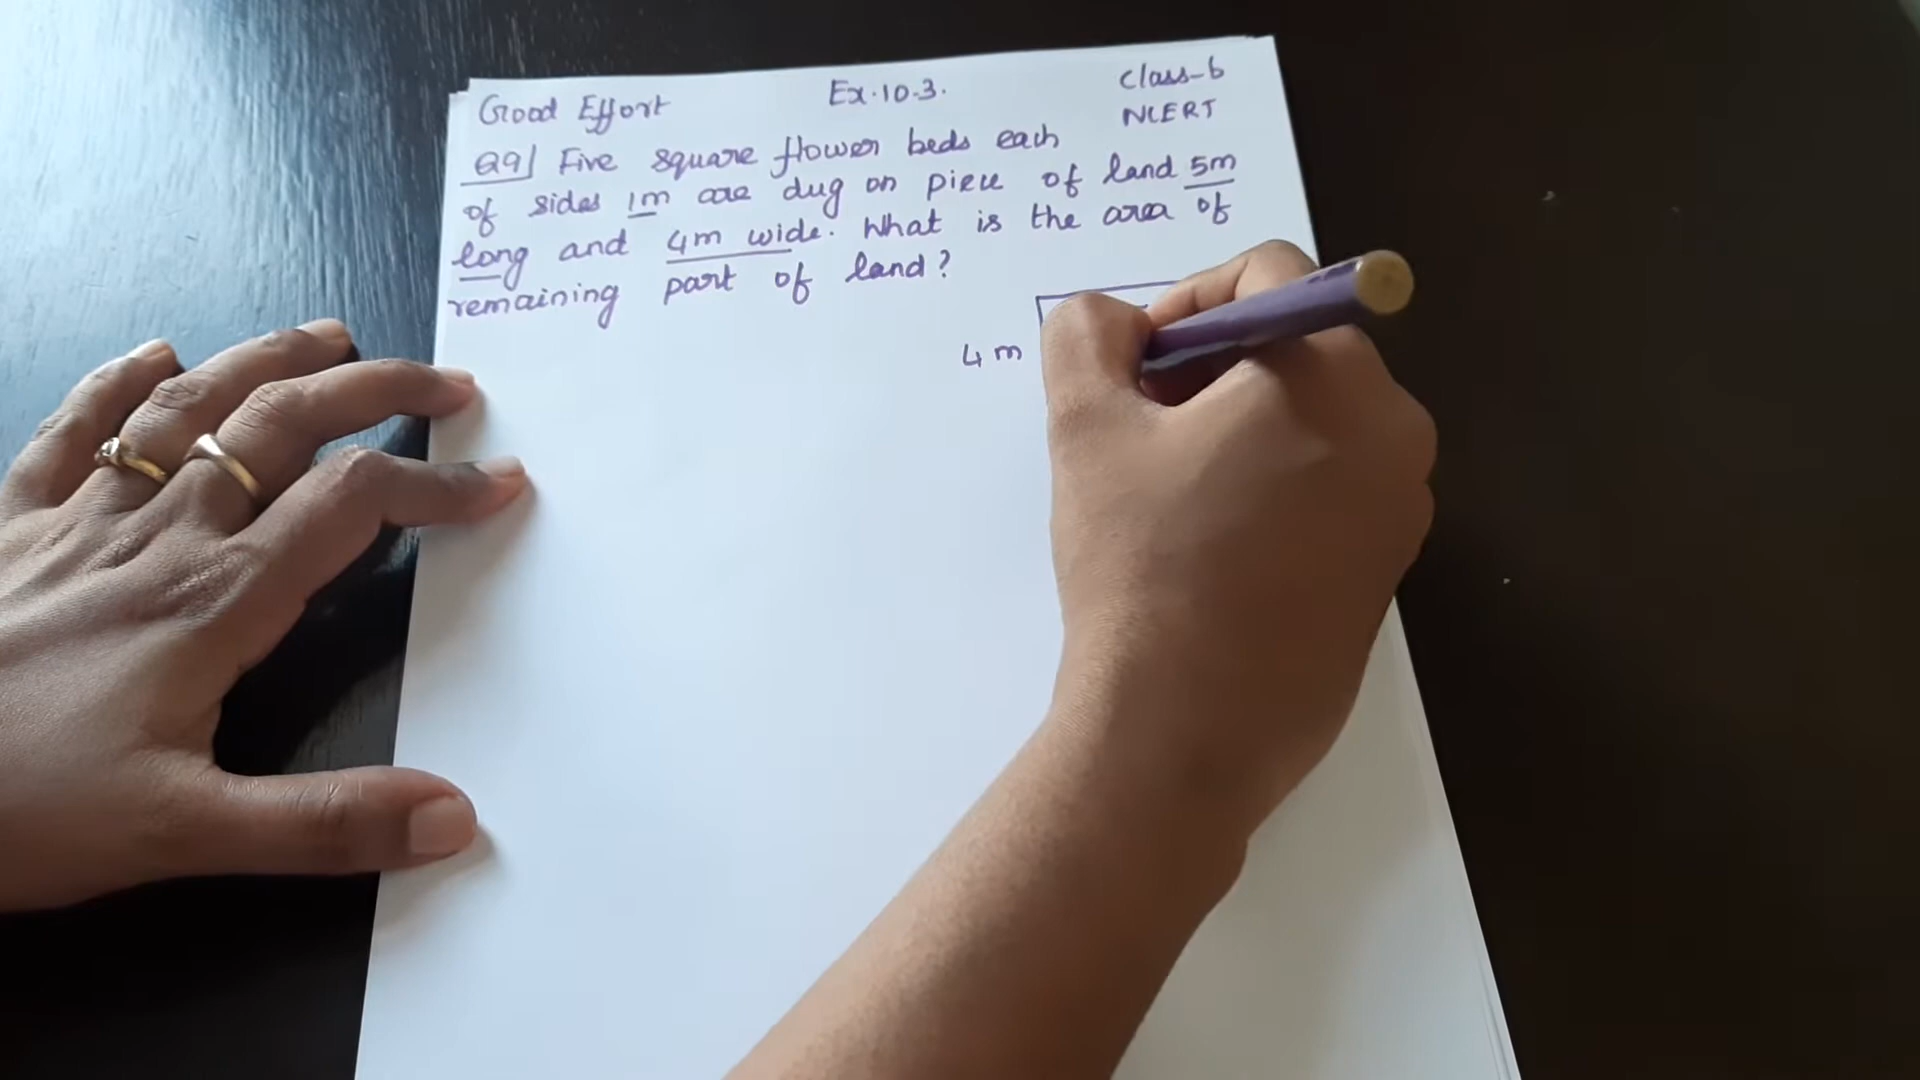 Good Effort Ex.10.3. Class-6
NCERT
Q9 Five square flower beds each
of sides 1m are dug on piece of land 5m
long and 4m wide. What is the area of
remaining part of land?
4 m